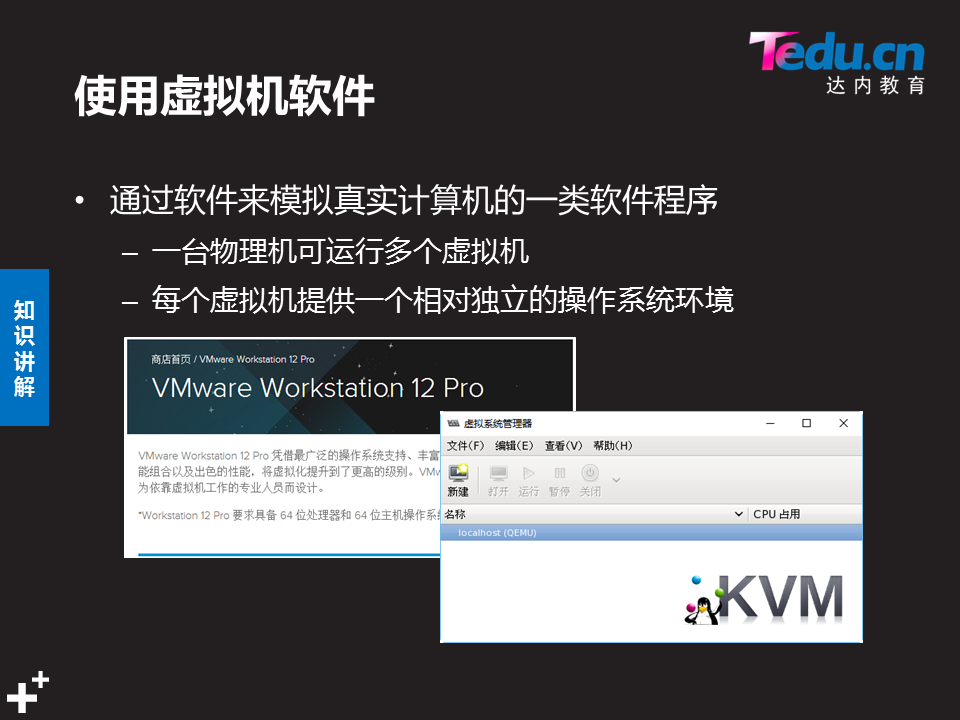 Tedu.cn
达内教育
使用虚拟机软件
• 通过软件来模拟真实计算机的一类软件程序
– 一台物理机可运行多个虚拟机
– 每个虚拟机提供一个相对独立的操作系统环境
知识讲解
商店首页 / VMware Workstation 12 Pro
VMware Workstation 12 Pro
VMware Workstation 12 Pro 凭借最广泛的操作系统支持、丰富
能组合以及出色的性能，将虚拟化提升到了更高的级别。VMw
为依靠虚拟机工作的专业人员而设计。
*Workstation 12 Pro 要求具备 64 位处理器和 64 位主机操作系统
虚拟系统管理器
文件(F) 编辑(E) 查看(V) 帮助(H)
新建 打开 运行 暂停 关闭
名称 CPU 占用
localhost (QEMU)
KVM